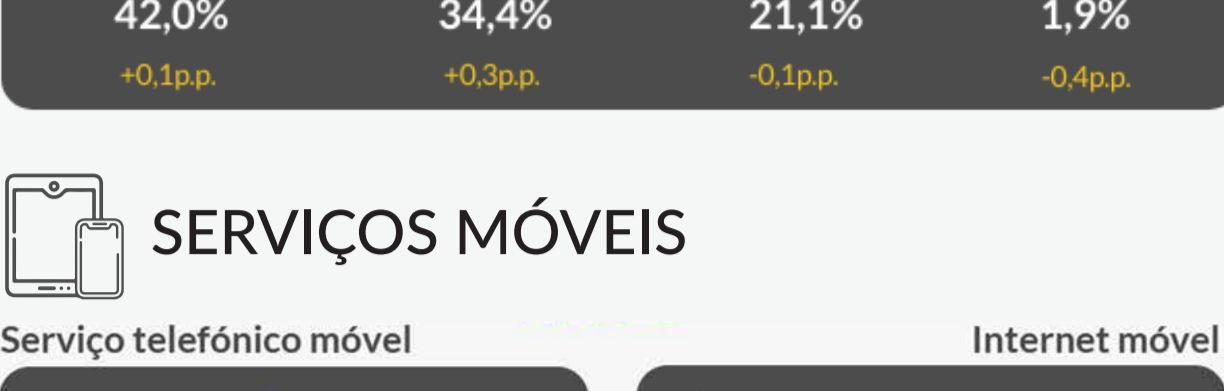 42,0% 34,4% 21,1% 1,9%
+0,1p.p. +0,3p.p. -0,1p.p. -0,4p.p.
SERVIÇOS MÓVEIS
Serviço telefónico móvel Internet móvel